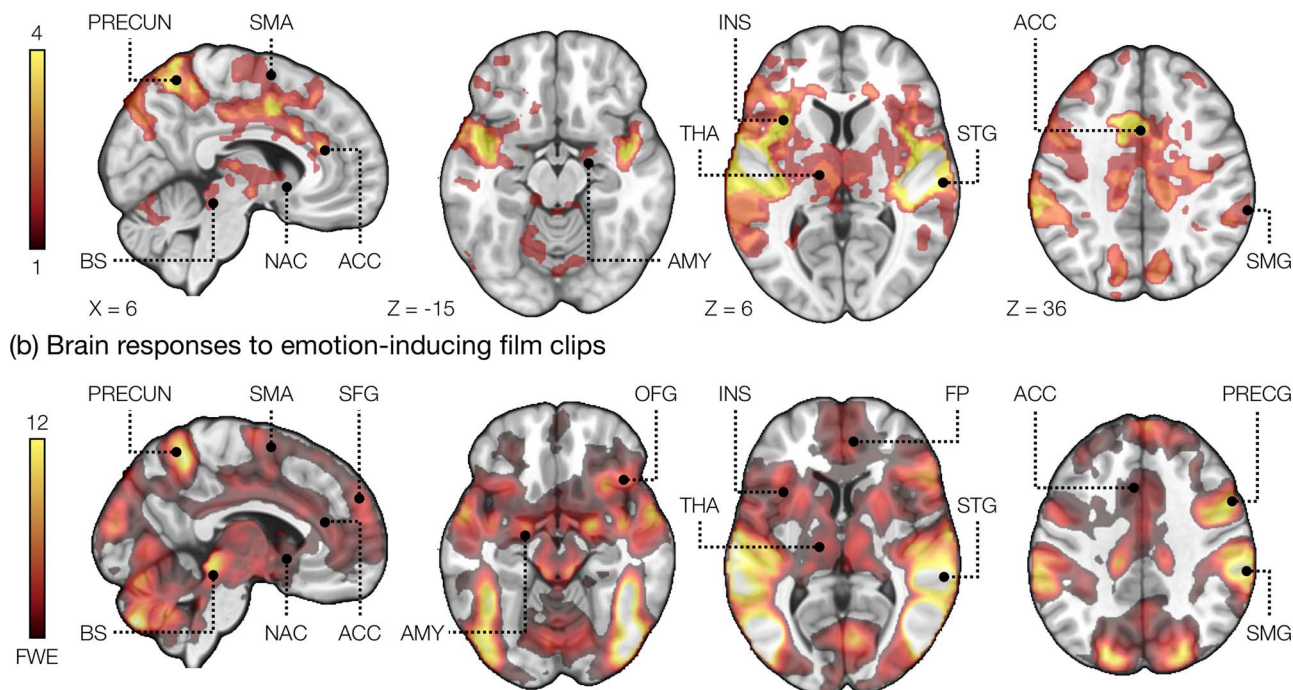 PRECUN SMA INS ACC
4
THA STG
1
BS NAC ACC AMY SMG
X = 6 Z = -15 Z = 6 Z = 36
(b) Brain responses to emotion-inducing film clips
PRECUN SMA SFG OFG INS FP ACC PRECG
12
THA STG
BS NAC ACC AMY SMG
FWE